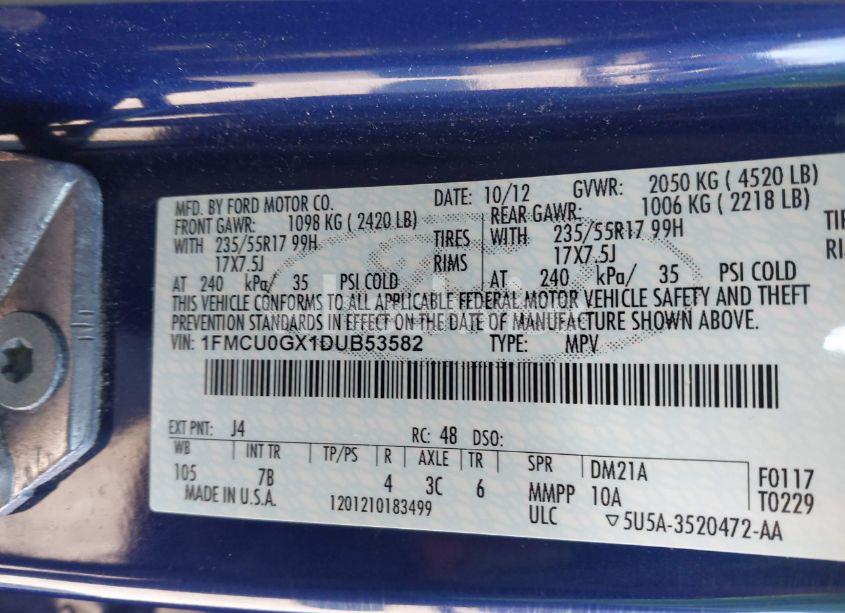 MFD. BY FORD MOTOR CO. DATE: 10/12 GVWR: 2050 KG ( 4520 LB)
FRONT GAWR: 1098 KG ( 2420 LB) REAR GAWR: 1006 KG ( 2218 LB)
WITH 235/55R17 99H TIRES WITH 235/55R17 99H
17X7.5J RIMS 17X7.5J
AT 240 kPa/ 35 PSI COLD AT 240 kPa/ 35 PSI COLD
THIS VEHICLE CONFORMS TO ALL APPLICABLE FEDERAL MOTOR VEHICLE SAFETY AND THEFT
PREVENTION STANDARDS IN EFFECT ON THE DATE OF MANUFACTURE SHOWN ABOVE.
VIN: 1FMCU0GX1DUB53582 TYPE: MPV
EXT PNT: J4 RC: 48 DSO:
WB INT TR TP/PS R AXLE TR SPR DM21A F0117
105 7B 4 3C 6 MMPP 10A T0229
MADE IN U.S.A. 1201210183499 ULC ▽5U5A-3520472-AA